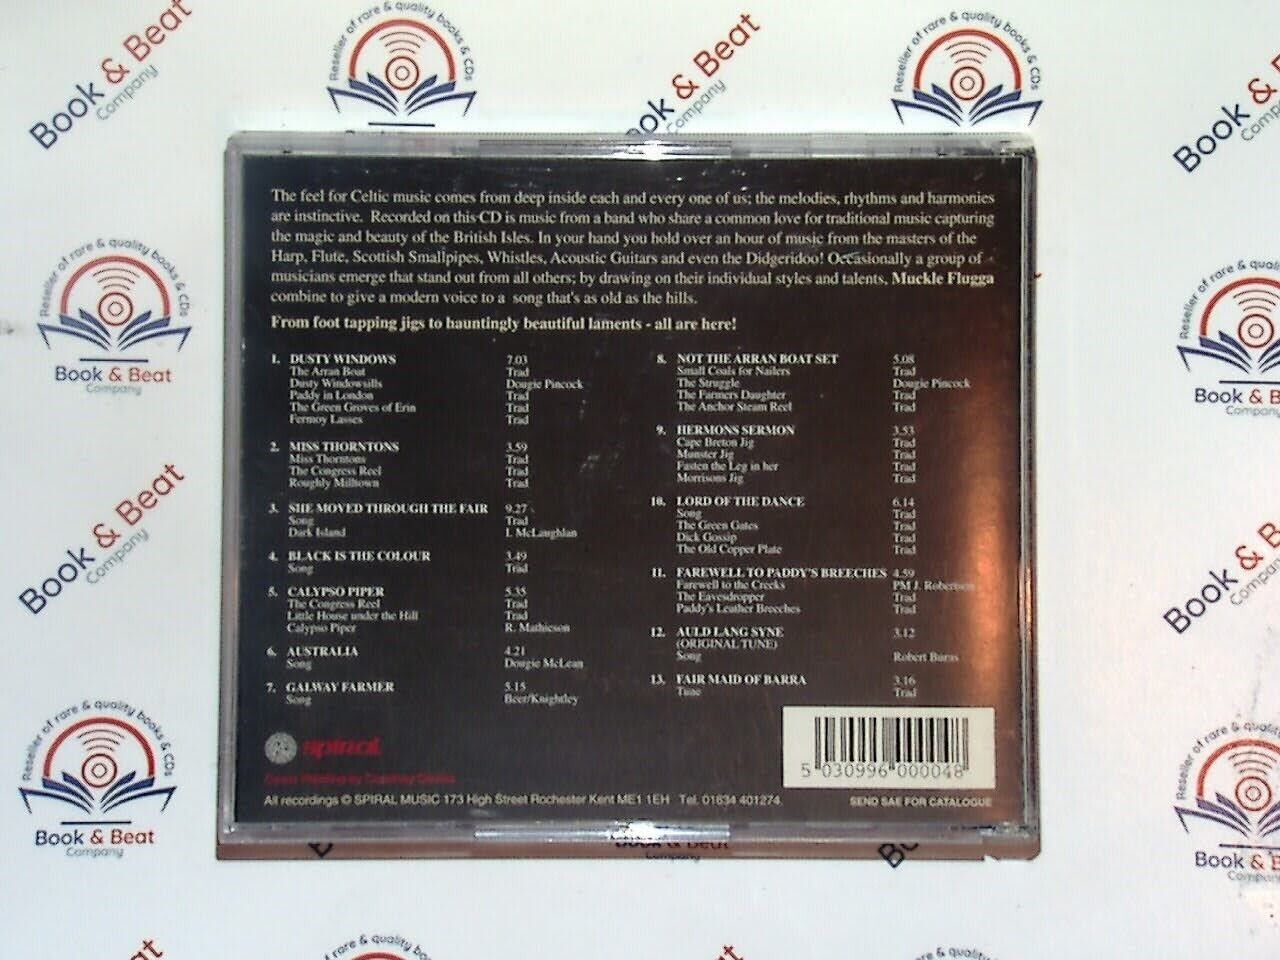 The feel for Celtic music comes from deep inside each and every one of us; the melodies, rhythms and harmonies
are instinctive. Recorded on this CD is music from a band who share a common love for traditional music capturing
the magic and beauty of the British Isles. In your hand you hold over an hour of music from the masters of the
Harp, Flute, Scottish Smallpipes, Whistles, Acoustic Guitars and even the Didgeridoo! Occasionally a group of
musicians emerge that stand out from all others; by drawing on their individual styles and talents, Muckle Flugga
combine to give a modern voice to a song that's as old as the hills.
From foot tapping jigs to hauntingly beautiful laments - all are here!
1. DUSTY WINDOWS 7.03
The Arran Boat Trad
Dusty Windowsills Dougie Pincock
Paddy in London Trad
The Green Groves of Erin Trad
Fermoy Lasses Trad
2. MISS THORNTONS 3.59
Miss Thorntons Trad
The Congress Reel Trad
Roughly Milltown Trad
3. SHE MOVED THROUGH THE FAIR 9.27
Song Trad
Dark Island I. McLaughlan
4. BLACK IS THE COLOUR 3.49
Song Trad
5. CALYPSO PIPER 5.35
The Congress Reel Trad
Little House under the Hill Trad
Calypso Piper R. Mathieson
6. AUSTRALIA 4.21
Song Dougie McLean
7. GALWAY FARMER 5.15
Song Beer/Knightley
8. NOT THE ARRAN BOAT SET 5.08
Small Coals for Nailers Trad
The Struggle Dougie Pincock
The Farmers Daughter Trad
The Anchor Steam Reel Trad
9. HERMONS SERMON 3.53
Cape Breton Jig Trad
Munster Jig Trad
Fasten the Leg in her Trad
Morrisons Jig Trad
10. LORD OF THE DANCE 6.14
Song Trad
The Green Gates Trad
Dick Gossip Trad
The Old Copper Plate Trad
11. FAREWELL TO PADDY'S BREECHES 4.59
Farewell to the Creeks PM J. Robertson
The Eavesdropper Trad
Paddy's Leather Breeches Trad
12. AULD LANG SYNE 3.12
(ORIGINAL TUNE)
Song Robert Burns
13. FAIR MAID OF BARRA 3.16
Tune Trad
spiral
5 030996 000048
All recordings © SPIRAL MUSIC 173 High Street Rochester Kent ME1 1EH Tel. 01634 401274.
SEND SAE FOR CATALOGUE
Reseller of rare & quality books & CDs
Book & Beat
Company